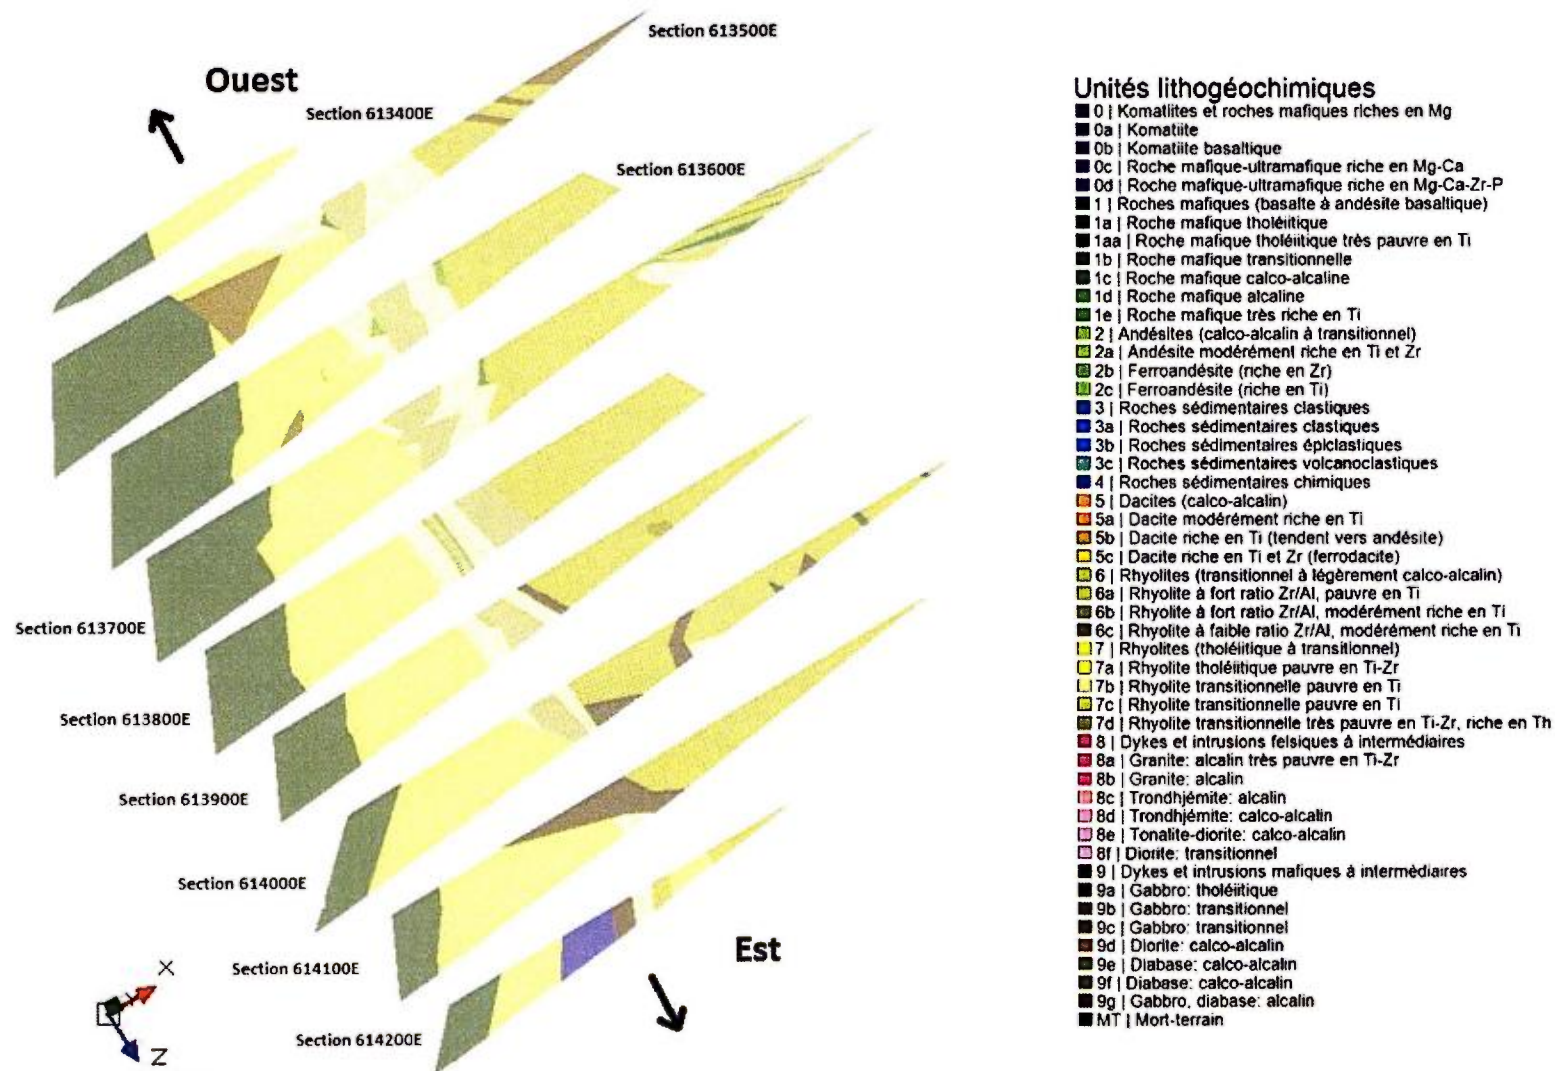 Section 613500E
Ouest
Section 613400E
Section 613600E
Section 613700E
Section 613800E
Section 613900E
Section 614000E
Section 614100E
Est
Section 614200E
X
Z
Unités lithogéochimiques
0 | Komatiites et roches mafiques riches en Mg
0a | Komatiite
0b | Komatiite basaltique
0c | Roche mafique-ultramafique riche en Mg-Ca
0d | Roche mafique-ultramafique riche en Mg-Ca-Zr-P
1 | Roches mafiques (basalte à andésite basaltique)
1a | Roche mafique tholéiitique
1aa | Roche mafique tholéiitique très pauvre en Ti
1b | Roche mafique transitionnelle
1c | Roche mafique calco-alcaline
1d | Roche mafique alcaline
1e | Roche mafique très riche en Ti
2 | Andésites (calco-alcalin à transitionnel)
2a | Andésite modérément riche en Ti et Zr
2b | Ferroandésite (riche en Zr)
2c | Ferroandésite (riche en Ti)
3 | Roches sédimentaires clastiques
3a | Roches sédimentaires clastiques
3b | Roches sédimentaires épiclastiques
3c | Roches sédimentaires volcanoclastiques
4 | Roches sédimentaires chimiques
5 | Dacites (calco-alcalin)
5a | Dacite modérément riche en Ti
5b | Dacite riche en Ti (tendent vers andésite)
5c | Dacite riche en Ti et Zr (ferrodacite)
6 | Rhyolites (transitionnel à légèrement calco-alcalin)
6a | Rhyolite à fort ratio Zr/Al, pauvre en Ti
6b | Rhyolite à fort ratio Zr/Al, modérément riche en Ti
6c | Rhyolite à faible ratio Zr/Al, modérément riche en Ti
7 | Rhyolites (tholéiitique à transitionnel)
7a | Rhyolite tholéiitique pauvre en Ti-Zr
7b | Rhyolite transitionnelle pauvre en Ti
7c | Rhyolite transitionnelle pauvre en Ti
7d | Rhyolite transitionnelle très pauvre en Ti-Zr, riche en Th
8 | Dykes et intrusions felsiques à intermédiaires
8a | Granite: alcalin très pauvre en Ti-Zr
8b | Granite: alcalin
8c | Trondhjémite: alcalin
8d | Trondhjémite: calco-alcalin
8e | Tonalite-diorite: calco-alcalin
8f | Diorite: transitionnel
9 | Dykes et intrusions mafiques à intermédiaires
9a | Gabbro: tholéiitique
9b | Gabbro: transitionnel
9c | Gabbro: transitionnel
9d | Diorite: calco-alcalin
9e | Diabase: calco-alcalin
9f | Diabase: calco-alcalin
9g | Gabbro, diabase: alcalin
MT | Mort-terrain